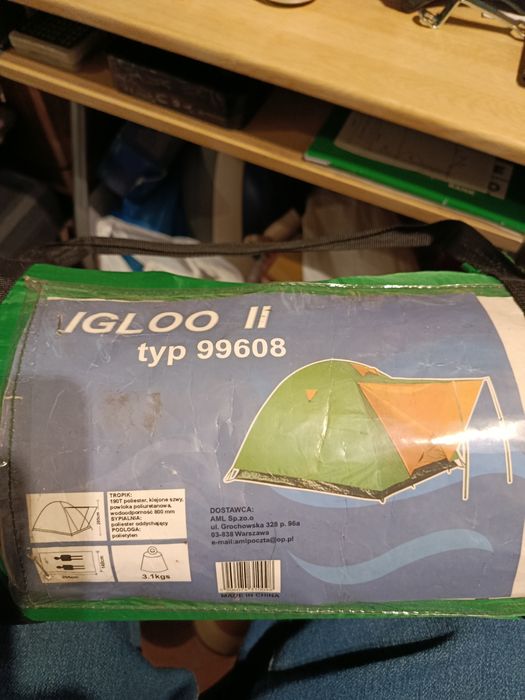 IGLOO II
typ 99608
TROPIK:
190T poliester, klejone szwy,
powłoka poliuretanowa,
wodoodporność 800 mm
SYPIALNIA:
poliester oddychający
PODŁOGA:
polietylen
3.1kgs
DOSTAWCA:
AML Sp.zo.o
ul. Grochowska 328 p. 96a
03-838 Warszawa
e-mail:amlpoczta@op.pl
MADE IN CHINA